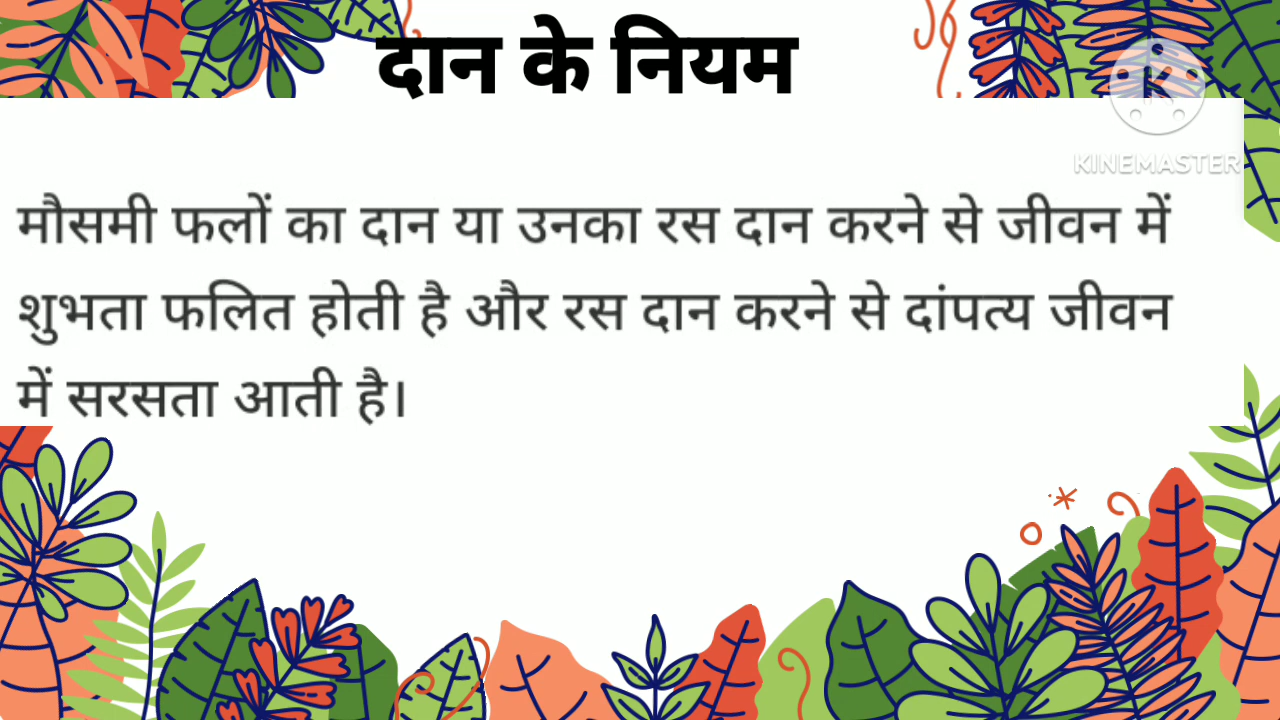 दान के नियम
KINEMASTER
मौसमी फलों का दान या उनका रस दान करने से जीवन में
शुभता फलित होती है और रस दान करने से दांपत्य जीवन
में सरसता आती है।